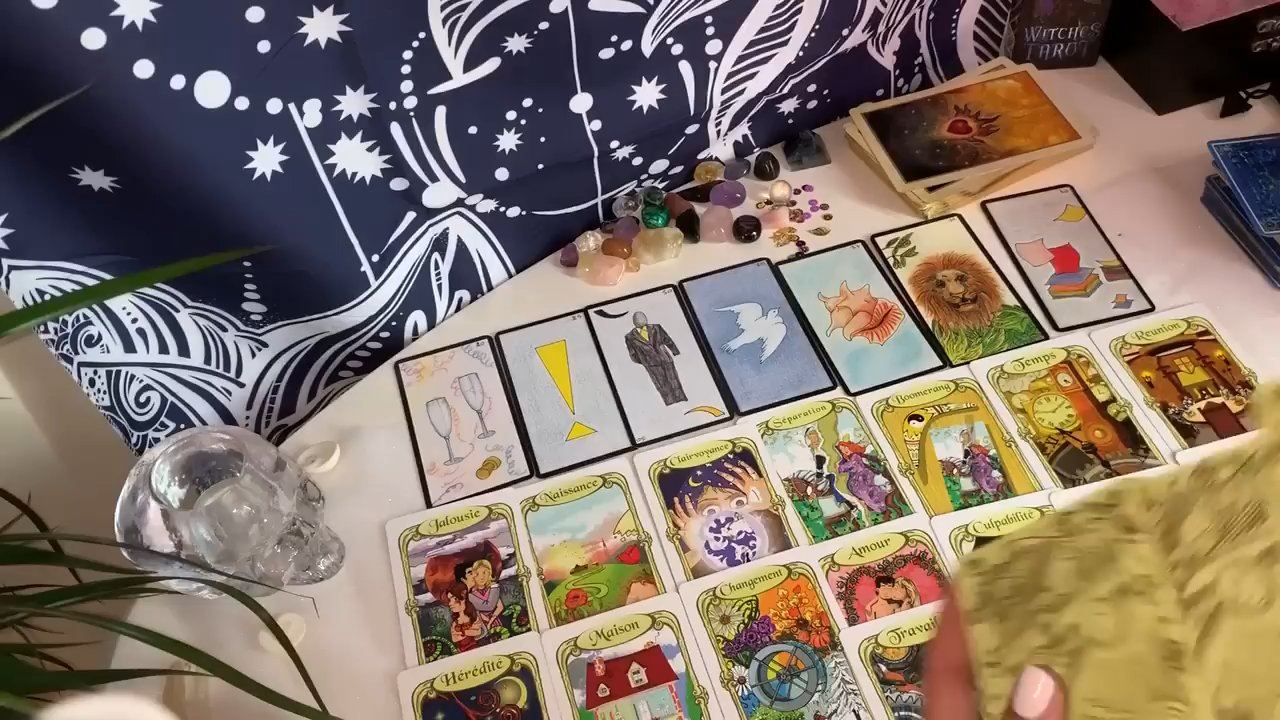 WITCHES
TAROT
Jalousie
Naissance
Clairvoyance
Séparation
Boomerang
Temps
Reunion
Hérédité
Maison
Changement
Amour
Culpabilité
Travail